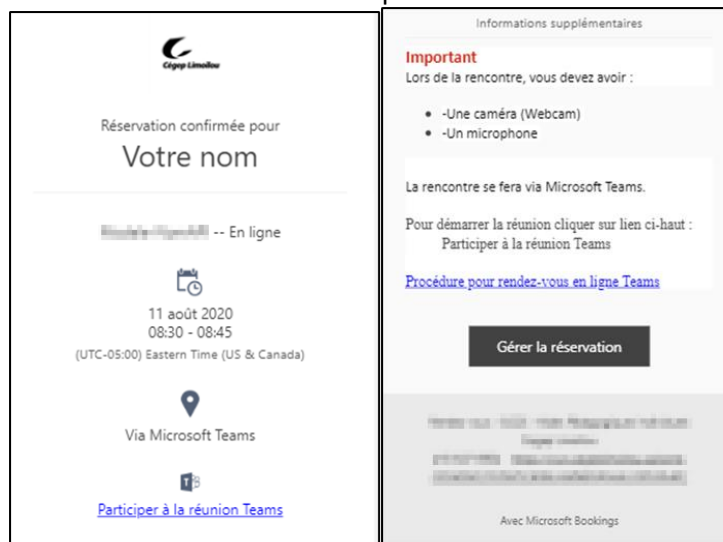 Cégep Limoilou
Réservation confirmée pour
Votre nom
-- En ligne
11 août 2020
08:30 - 08:45
(UTC-05:00) Eastern Time (US & Canada)
Via Microsoft Teams
Participer à la réunion Teams
Informations supplémentaires
Important
Lors de la rencontre, vous devez avoir :
• -Une caméra (Webcam)
• -Un microphone
La rencontre se fera via Microsoft Teams.
Pour démarrer la réunion cliquer sur lien ci-haut :
Participer à la réunion Teams
Procédure pour rendez-vous en ligne Teams
Gérer la réservation
Avec Microsoft Bookings